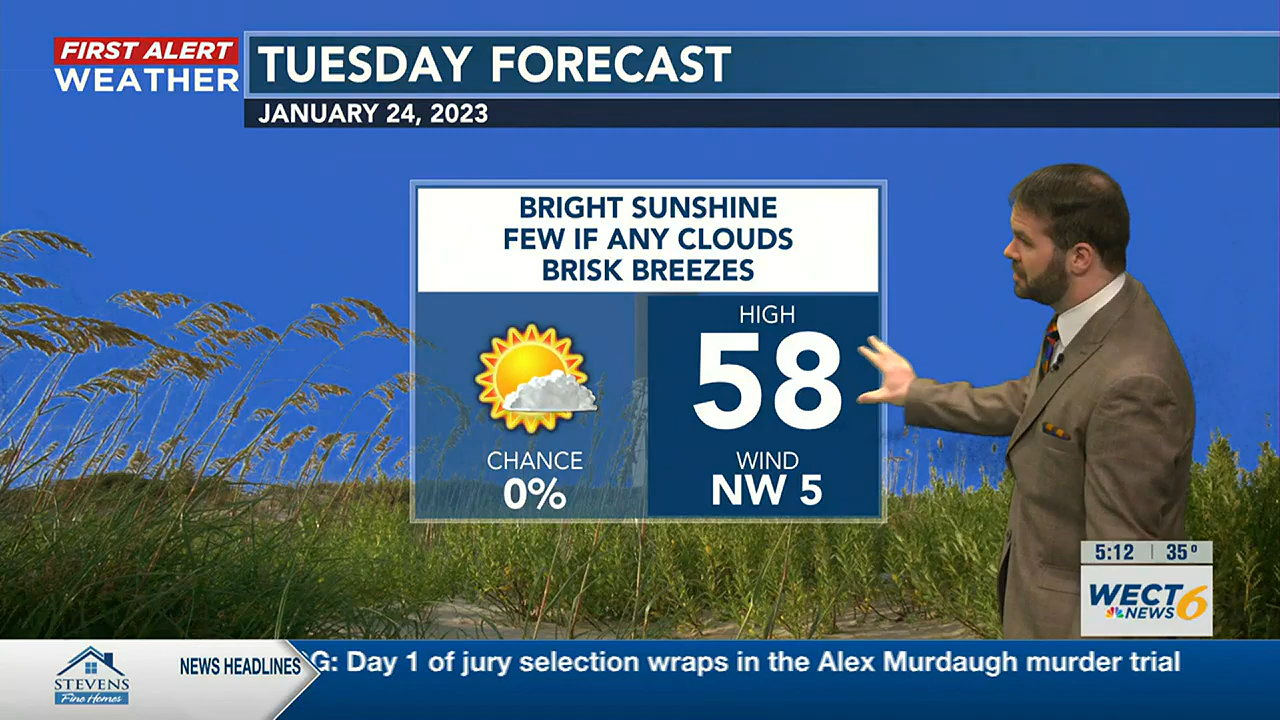 FIRST ALERT
WEATHER
TUESDAY FORECAST
JANUARY 24, 2023
BRIGHT SUNSHINE
FEW IF ANY CLOUDS
BRISK BREEZES
HIGH
58
CHANCE
0%
WIND
NW 5
5:12 35º
WECT 6
NEWS
STEVENS
Fine Homes
NEWS HEADLINES
G: Day 1 of jury selection wraps in the Alex Murdaugh murder trial